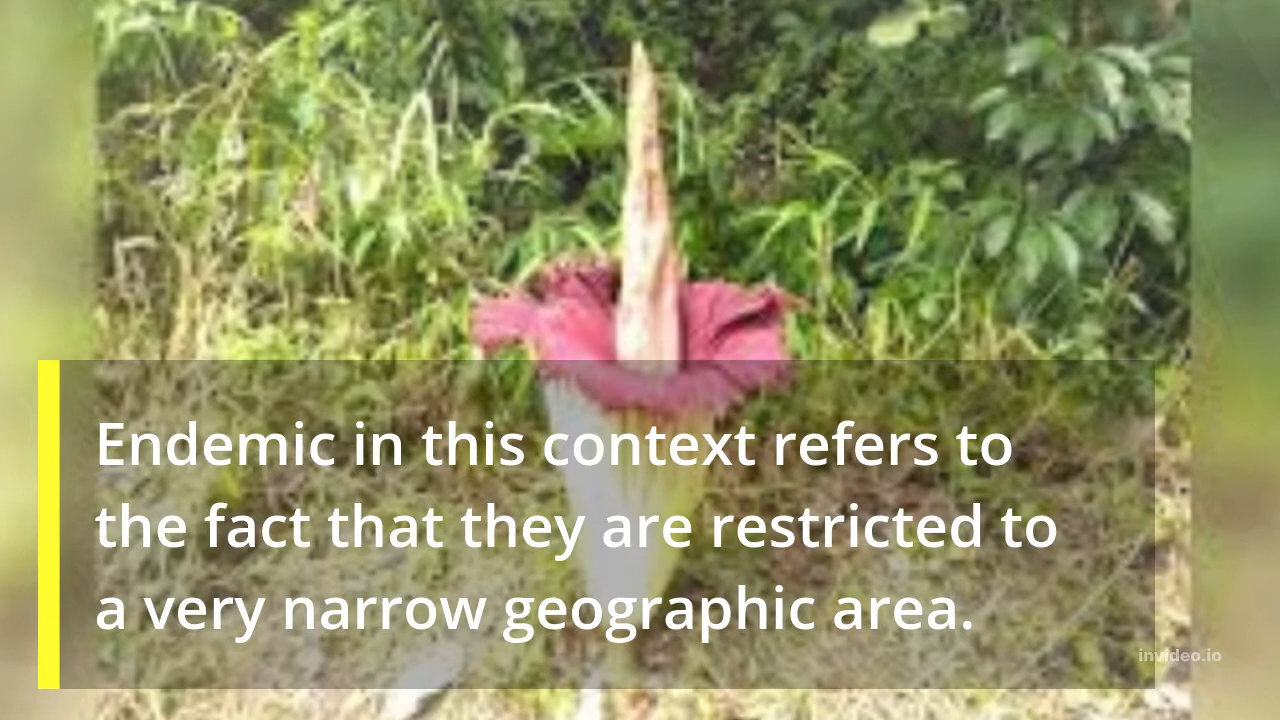 Endemic in this context refers to
the fact that they are restricted to
a very narrow geographic area.
invideo.io